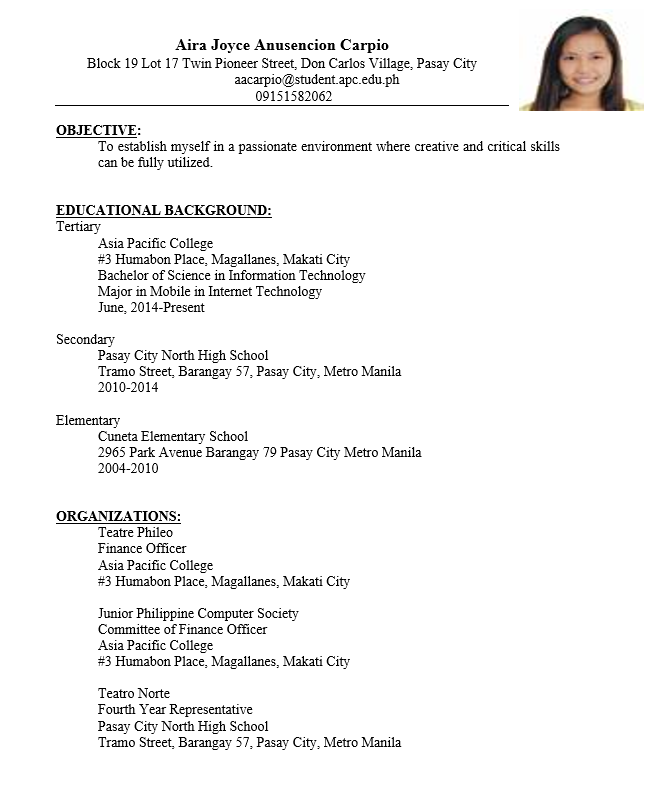 Aira Joyce Anusencion Carpio
Block 19 Lot 17 Twin Pioneer Street, Don Carlos Village, Pasay City
aacarpio@student.apc.edu.ph
09151582062
OBJECTIVE:
To establish myself in a passionate environment where creative and critical skills
can be fully utilized.
EDUCATIONAL BACKGROUND:
Tertiary
Asia Pacific College
#3 Humabon Place, Magallanes, Makati City
Bachelor of Science in Information Technology
Major in Mobile in Internet Technology
June, 2014-Present
Secondary
Pasay City North High School
Tramo Street, Barangay 57, Pasay City, Metro Manila
2010-2014
Elementary
Cuneta Elementary School
2965 Park Avenue Barangay 79 Pasay City Metro Manila
2004-2010
ORGANIZATIONS:
Teatre Phileo
Finance Officer
Asia Pacific College
#3 Humabon Place, Magallanes, Makati City
Junior Philippine Computer Society
Committee of Finance Officer
Asia Pacific College
#3 Humabon Place, Magallanes, Makati City
Teatro Norte
Fourth Year Representative
Pasay City North High School
Tramo Street, Barangay 57, Pasay City, Metro Manila